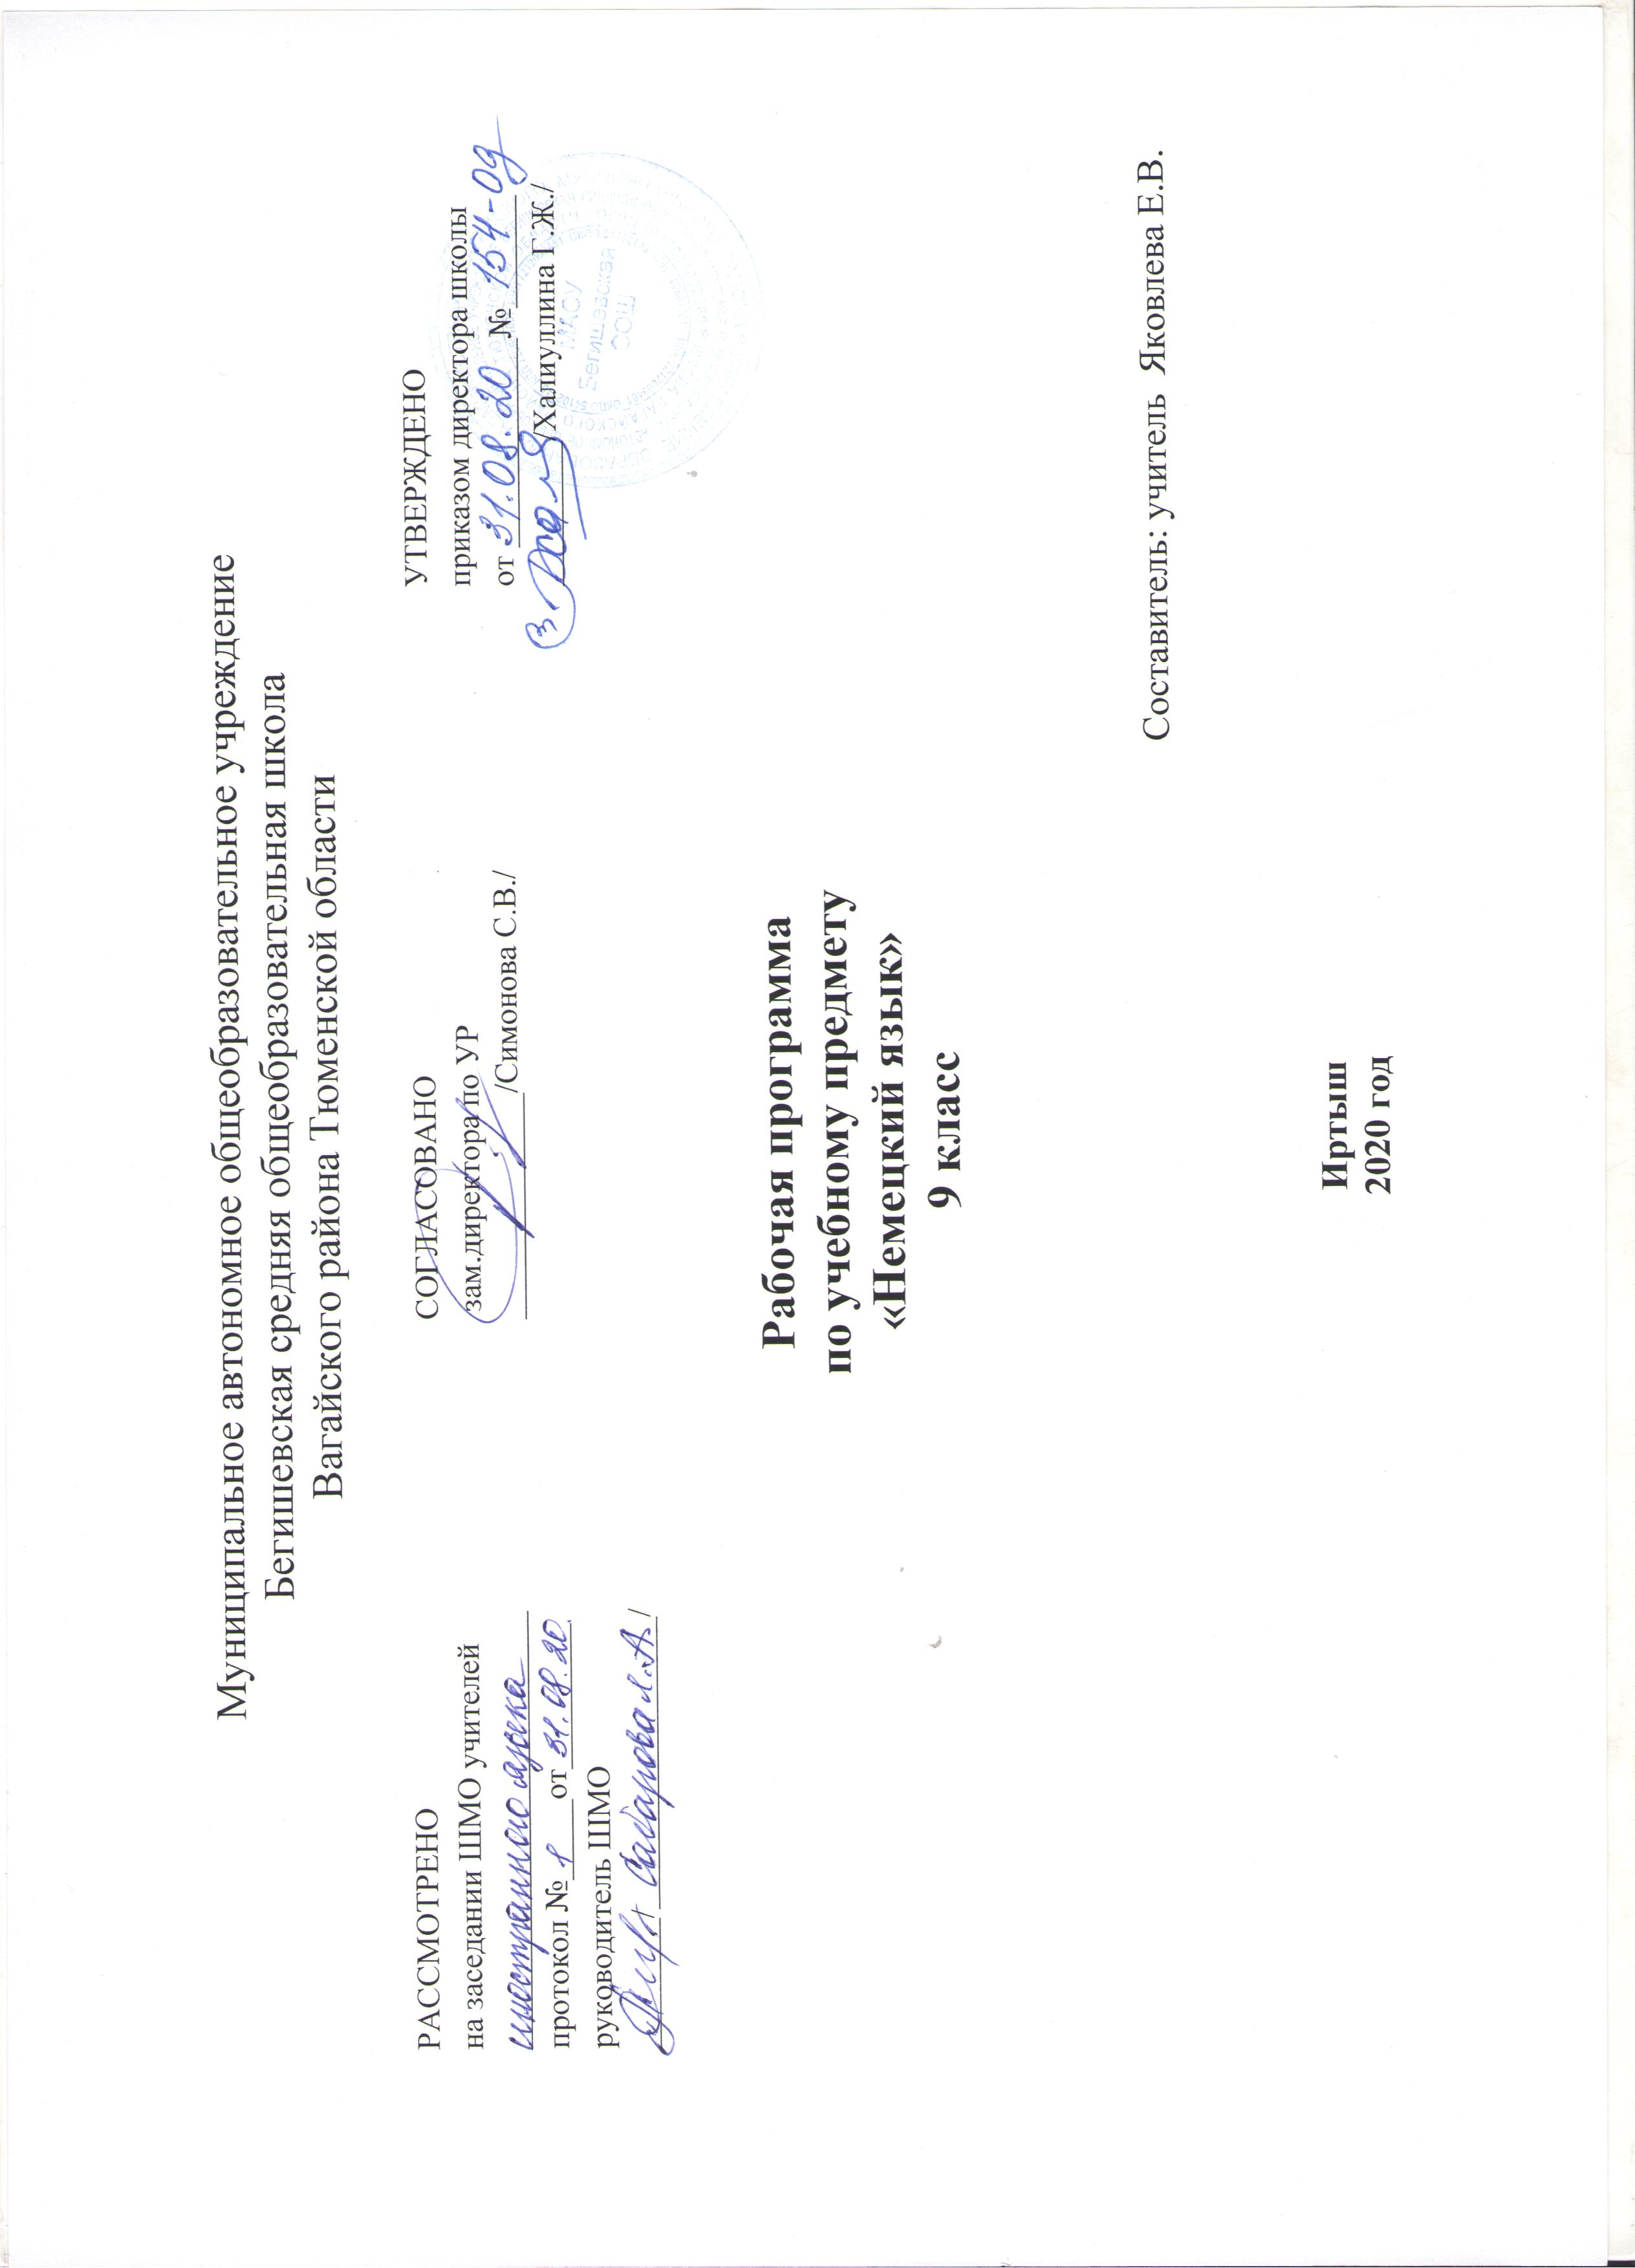 Муниципальное автономное общеобразовательное учреждение
Бегишевская средняя общеобразовательная школа
Вагайского района Тюменской области
РАССМОТРЕНО
на заседании ШМО учителей
иностранного языка
протокол № 1 от 31.08.20.
руководитель ШМО
СОГЛАСОВАНО
зам.директора по УР
/Симонова С.В./
УТВЕРЖДЕНО
приказом директора школы
от 31.08.20 № 154-од
/Халиуллина Г.Ж./
МАОУ
Бегишевская
СОШ
Рабочая программа
по учебному предмету
«Немецкий язык»
9 класс
Составитель: учитель Яковлева Е.В.
Иртыш
2020 год